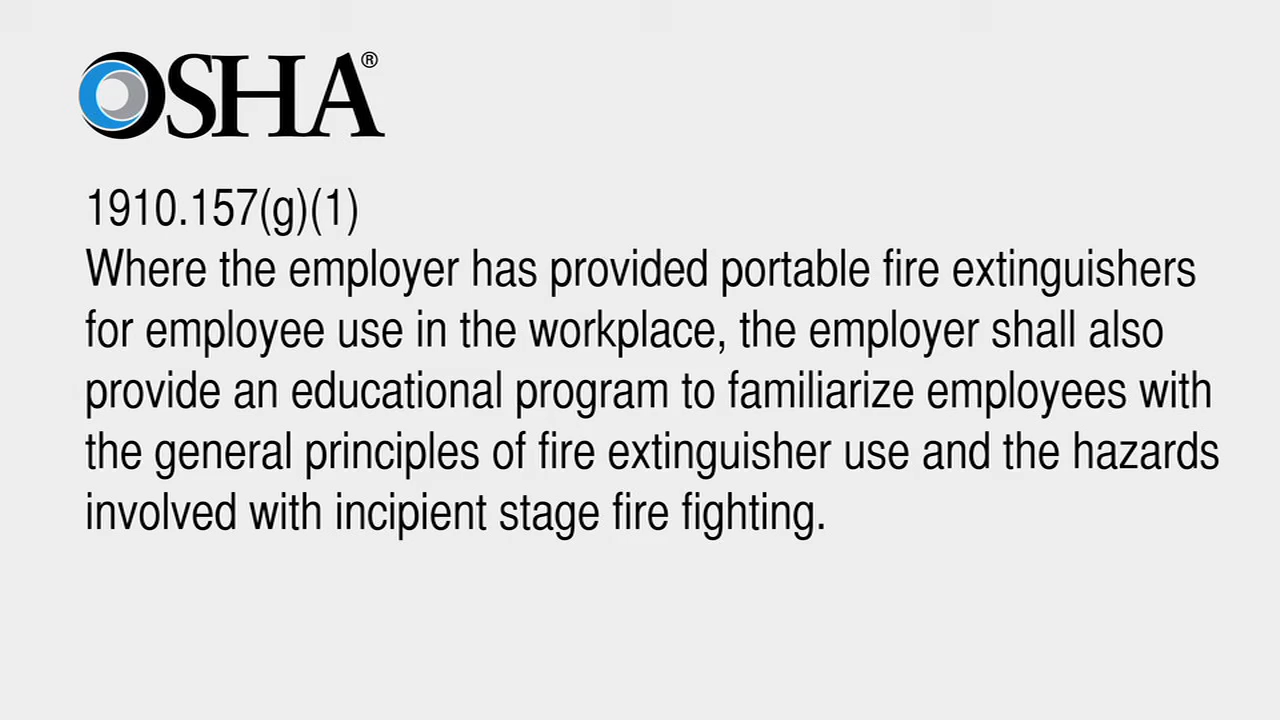 OSHA®
1910.157(g)(1)
Where the employer has provided portable fire extinguishers
for employee use in the workplace, the employer shall also
provide an educational program to familiarize employees with
the general principles of fire extinguisher use and the hazards
involved with incipient stage fire fighting.